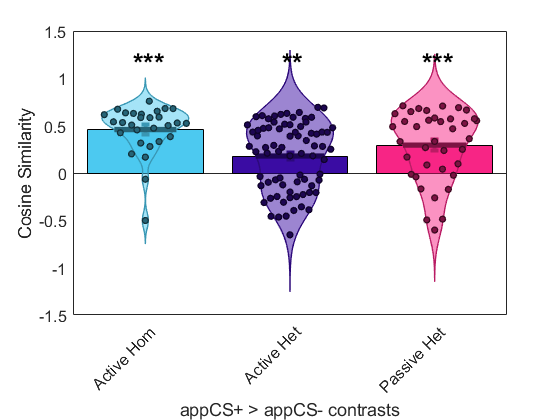 1.5
***
**
***
1
0.5
0
-0.5
-1
-1.5
Cosine Similarity
Active Hom
Active Het
Passive Het
appCS+ > appCS- contrasts